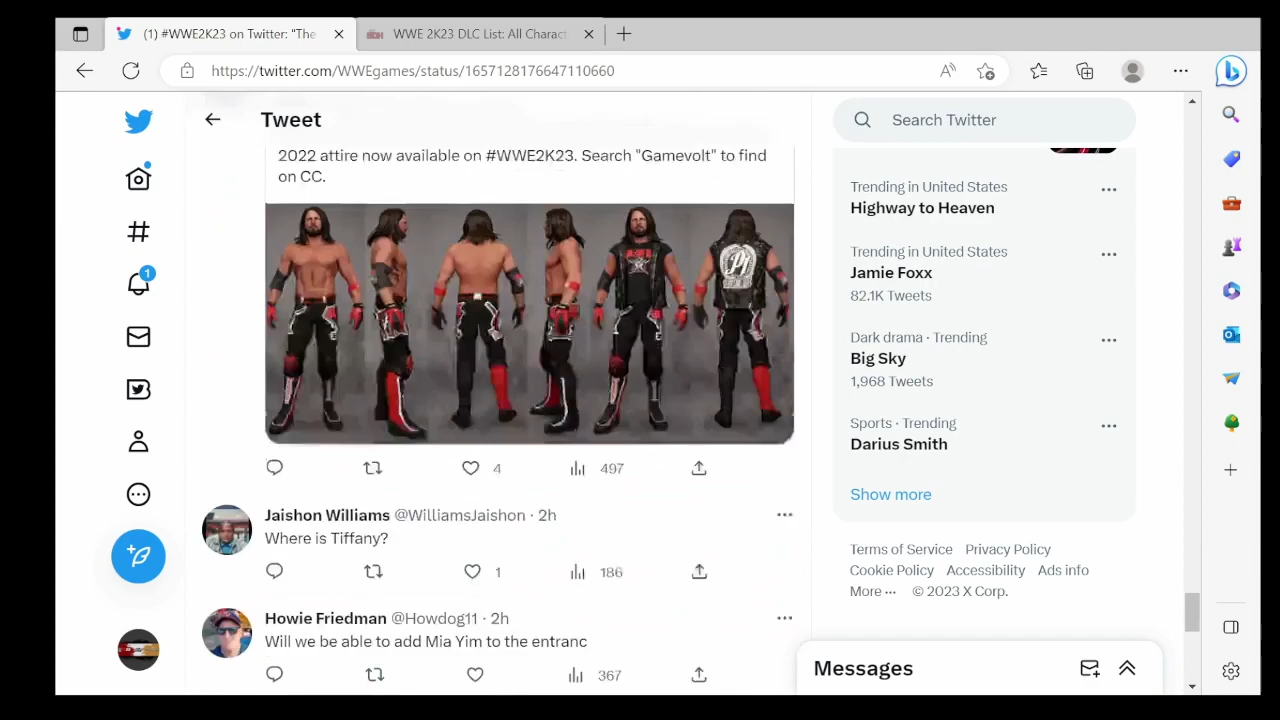 (1) #WWE2K23 on Twitter: "The
WWE 2K23 DLC List: All Charact
https://twitter.com/WWEgames/status/1657128176647110660
Tweet
Search Twitter
2022 attire now available on #WWE2K23. Search "Gamevolt" to find
on CC.
4
497
Jaishon Williams @WilliamsJaishon · 2h
Where is Tiffany?
1
186
Howie Friedman @Howdog11 · 2h
Will we be able to add Mia Yim to the entranc
367
1
Trending in United States
Highway to Heaven
Trending in United States
Jamie Foxx
82.1K Tweets
Dark drama · Trending
Big Sky
1,968 Tweets
Sports · Trending
Darius Smith
Show more
Terms of Service Privacy Policy
Cookie Policy Accessibility Ads info
More ··· © 2023 X Corp.
Messages